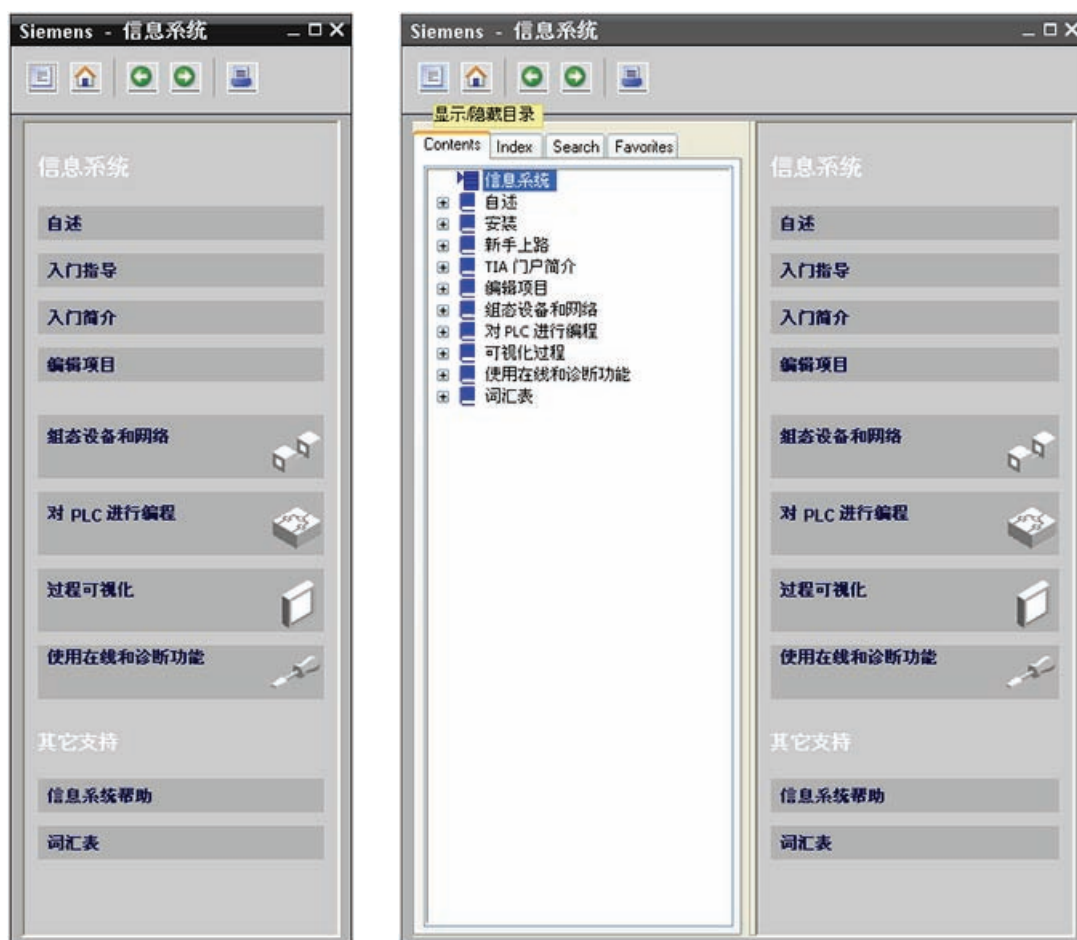 Siemens - 信息系统
信息系统
自述
入门指导
入门简介
编辑项目
组态设备和网络
对 PLC 进行编程
过程可视化
使用在线和诊断功能
其它支持
信息系统帮助
词汇表
Siemens - 信息系统
显示/隐藏目录
Contents Index Search Favorites
信息系统
自述
安装
新手上路
TIA 门户简介
编辑项目
组态设备和网络
对 PLC 进行编程
可视化过程
使用在线和诊断功能
词汇表
信息系统
自述
入门指导
入门简介
编辑项目
组态设备和网络
对 PLC 进行编程
过程可视化
使用在线和诊断功能
其它支持
信息系统帮助
词汇表